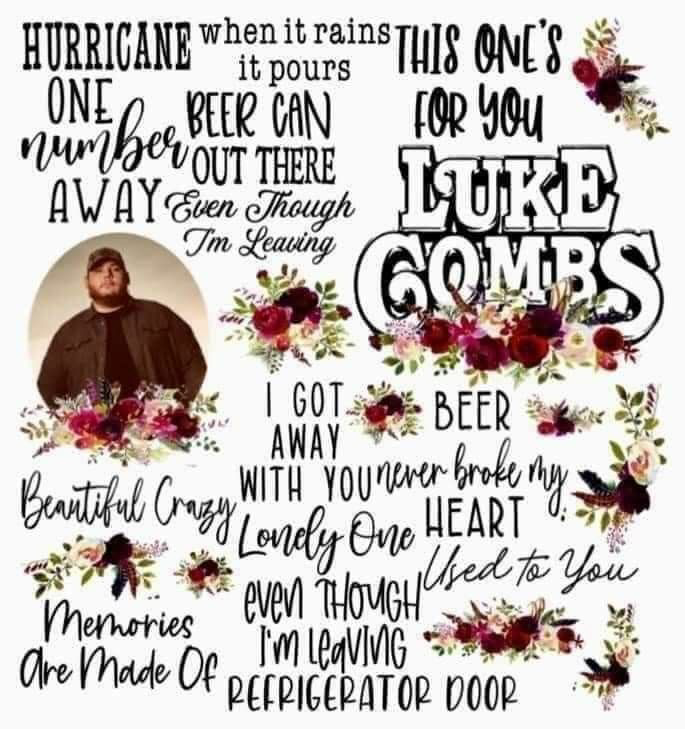 HURRICANE
when it rains
it pours
THIS ONE'S
FOR YOU
ONE
number
AWAY
BEER CAN
OUT THERE
Even Though
I'm Leaving
LUKE
COMBS
I GOT
AWAY
WITH YOU
BEER
never broke my
HEART
Beautiful Crazy
Lonely One
Used to You
even THOUGH
I'm LeaVING
Memories
Are Made Of
REFRIGERATOR DOOR